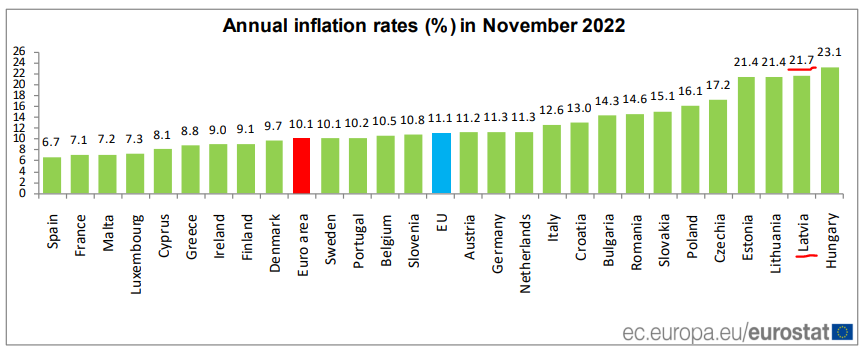 Annual inflation rates (%) in November 2022
26
24
22
20
18
16
14
12
10
8
6
4
2
0
6.7 7.1 7.2 7.3 8.1 8.8 9.0 9.1 9.7 10.1 10.1 10.2 10.5 10.8 11.1 11.2 11.3 11.3 12.6 13.0 14.3 14.6 15.1 16.1 17.2 21.4 21.4 21.7 23.1
Spain
France
Malta
Luxembourg
Cyprus
Greece
Ireland
Finland
Denmark
Euro area
Sweden
Portugal
Belgium
Slovenia
EU
Austria
Germany
Netherlands
Italy
Croatia
Bulgaria
Romania
Slovakia
Poland
Czechia
Estonia
Lithuania
Latvia
Hungary
ec.europa.eu/eurostat